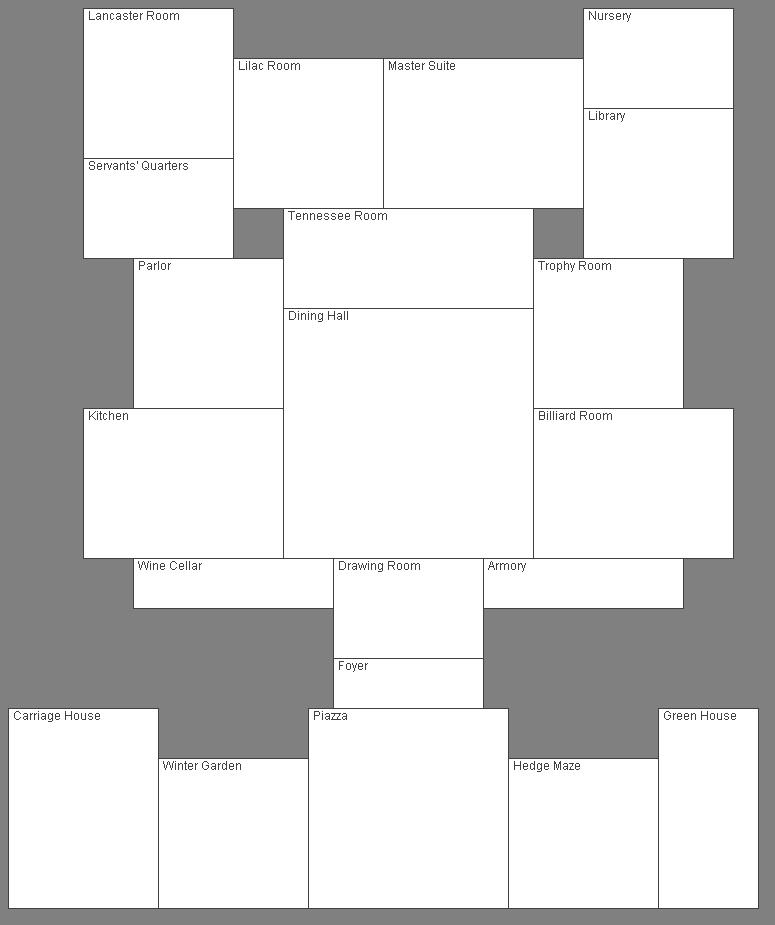 Lancaster Room
Nursery
Lilac Room
Master Suite
Library
Servants' Quarters
Tennessee Room
Parlor
Trophy Room
Dining Hall
Kitchen
Billiard Room
Wine Cellar
Drawing Room
Armory
Foyer
Carriage House
Piazza
Green House
Winter Garden
Hedge Maze